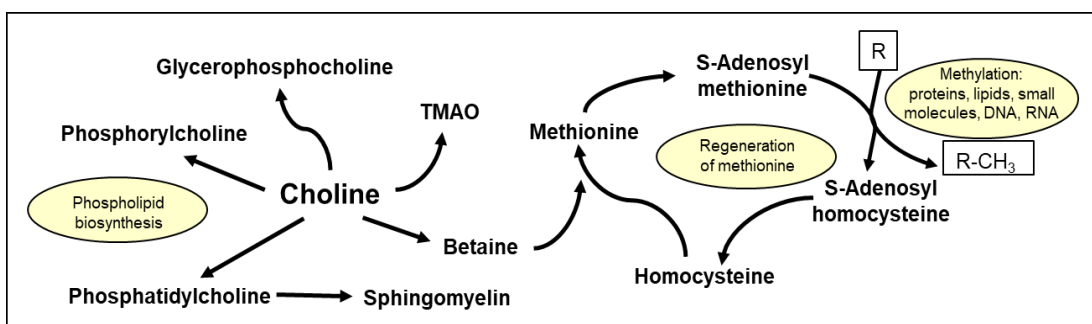 Glycerophosphocholine
Phosphorylcholine
TMAO
Choline
Phospholipid
biosynthesis
Betaine
Phosphatidylcholine
Sphingomyelin
Methionine
S-Adenosyl
methionine
R
Methylation:
proteins, lipids, small
molecules, DNA, RNA
Regeneration
of methionine
R-CH₃
S-Adenosyl
homocysteine
Homocysteine